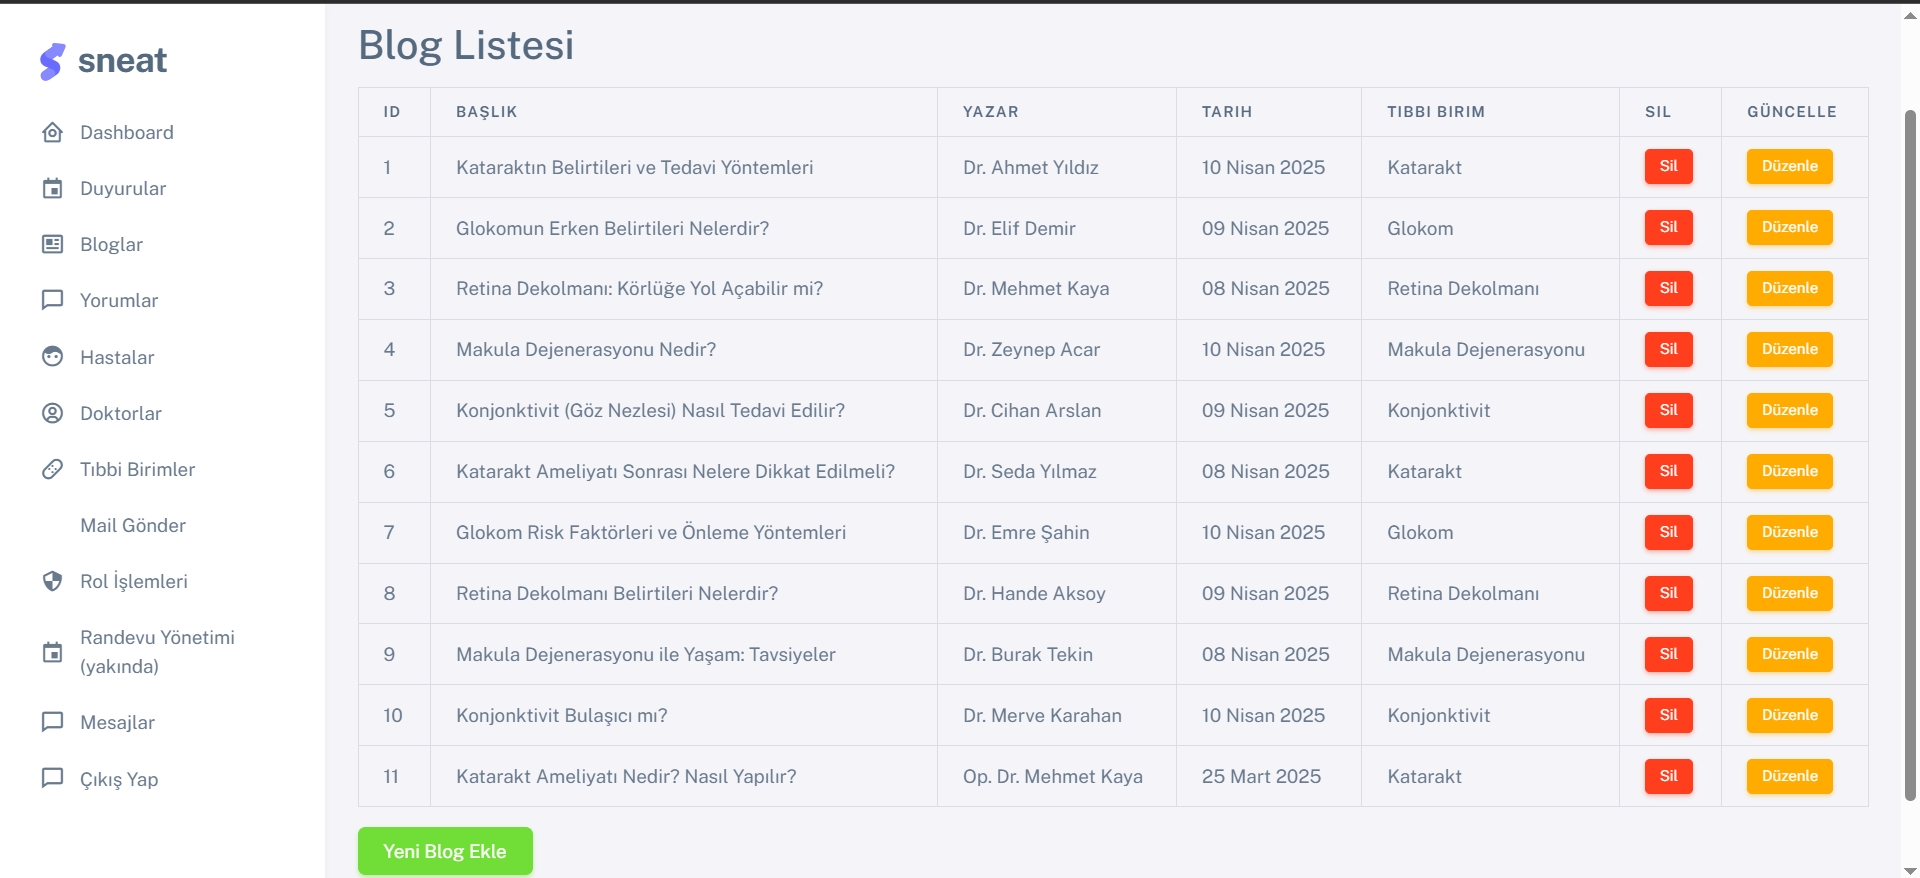 sneat
Dashboard
Duyurular
Bloglar
Yorumlar
Hastalar
Doktorlar
Tıbbi Birimler
Mail Gönder
Rol İşlemleri
Randevu Yönetimi
(yakında)
Mesajlar
Çıkış Yap
Blog Listesi
ID BAŞLIK YAZAR TARIH TIBBI BIRIM SIL GÜNCELLE
1 Kataraktın Belirtileri ve Tedavi Yöntemleri Dr. Ahmet Yıldız 10 Nisan 2025 Katarakt Sil Düzenle
2 Glokomun Erken Belirtileri Nelerdir? Dr. Elif Demir 09 Nisan 2025 Glokom Sil Düzenle
3 Retina Dekolmanı: Körlüğe Yol Açabilir mi? Dr. Mehmet Kaya 08 Nisan 2025 Retina Dekolmanı Sil Düzenle
4 Makula Dejenerasyonu Nedir? Dr. Zeynep Acar 10 Nisan 2025 Makula Dejenerasyonu Sil Düzenle
5 Konjonktivit (Göz Nezlesi) Nasıl Tedavi Edilir? Dr. Cihan Arslan 09 Nisan 2025 Konjonktivit Sil Düzenle
6 Katarakt Ameliyatı Sonrası Nelere Dikkat Edilmeli? Dr. Seda Yılmaz 08 Nisan 2025 Katarakt Sil Düzenle
7 Glokom Risk Faktörleri ve Önleme Yöntemleri Dr. Emre Şahin 10 Nisan 2025 Glokom Sil Düzenle
8 Retina Dekolmanı Belirtileri Nelerdir? Dr. Hande Aksoy 09 Nisan 2025 Retina Dekolmanı Sil Düzenle
9 Makula Dejenerasyonu ile Yaşam: Tavsiyeler Dr. Burak Tekin 08 Nisan 2025 Makula Dejenerasyonu Sil Düzenle
10 Konjonktivit Bulaşıcı mı? Dr. Merve Karahan 10 Nisan 2025 Konjonktivit Sil Düzenle
11 Katarakt Ameliyatı Nedir? Nasıl Yapılır? Op. Dr. Mehmet Kaya 25 Mart 2025 Katarakt Sil Düzenle
Yeni Blog Ekle